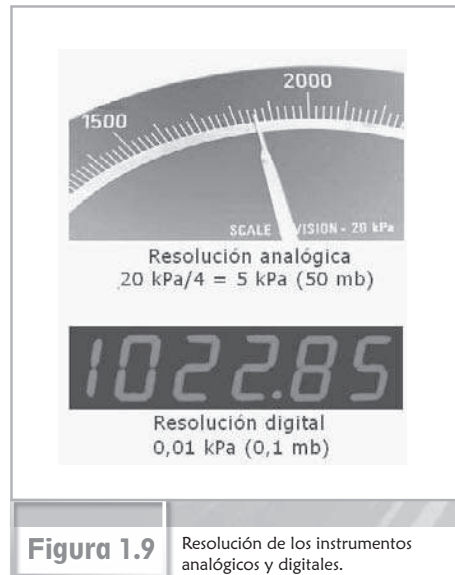 2000
1500
SCALE VISION - 20 kPa
Resolución analógica
20 kPa/4 = 5 kPa (50 mb)
1022.85
Resolución digital
0,01 kPa (0,1 mb)
Figura 1.9
Resolución de los instrumentos
analógicos y digitales.